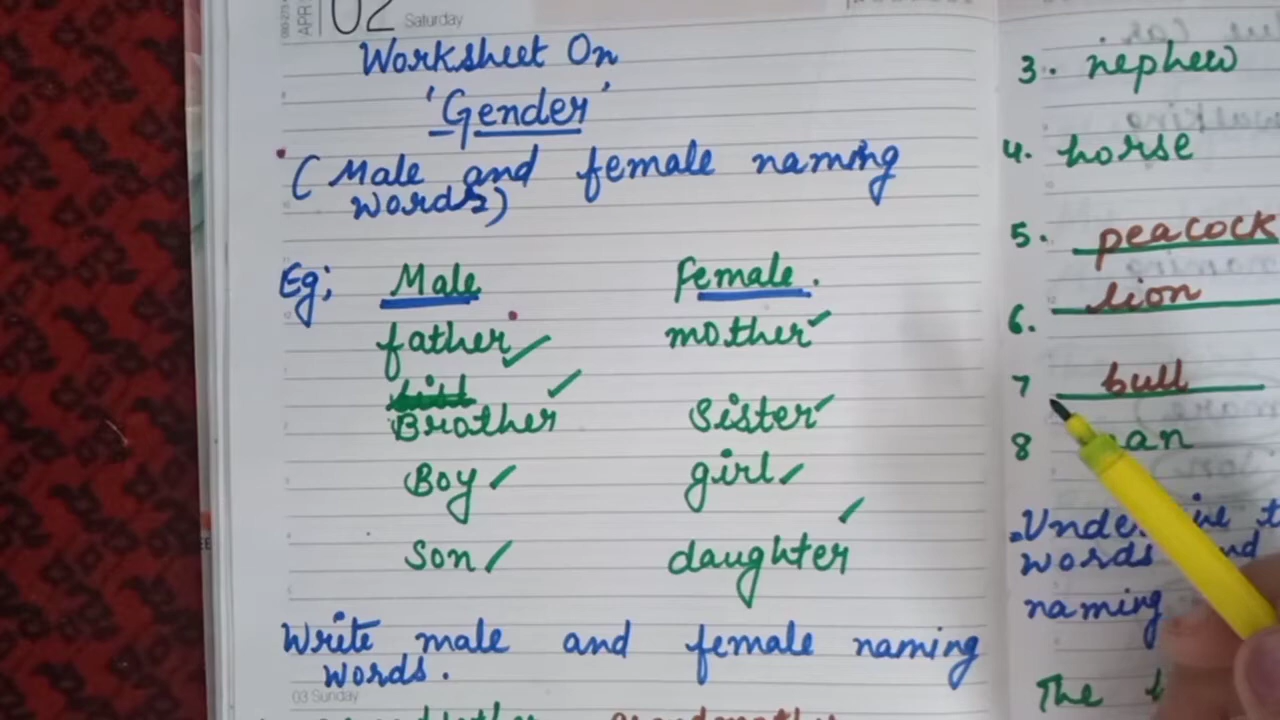 APR 02 Saturday
Worksheet On
'Gender'
(Male and female naming
words)
Eg; Male Female.
father mother
Brother Sister
Boy girl
Son daughter
Write male and female naming
words.
03 Sunday
3. nephew
4. horse
5. peacock
6. lion
7 bull
8
words
naming
The